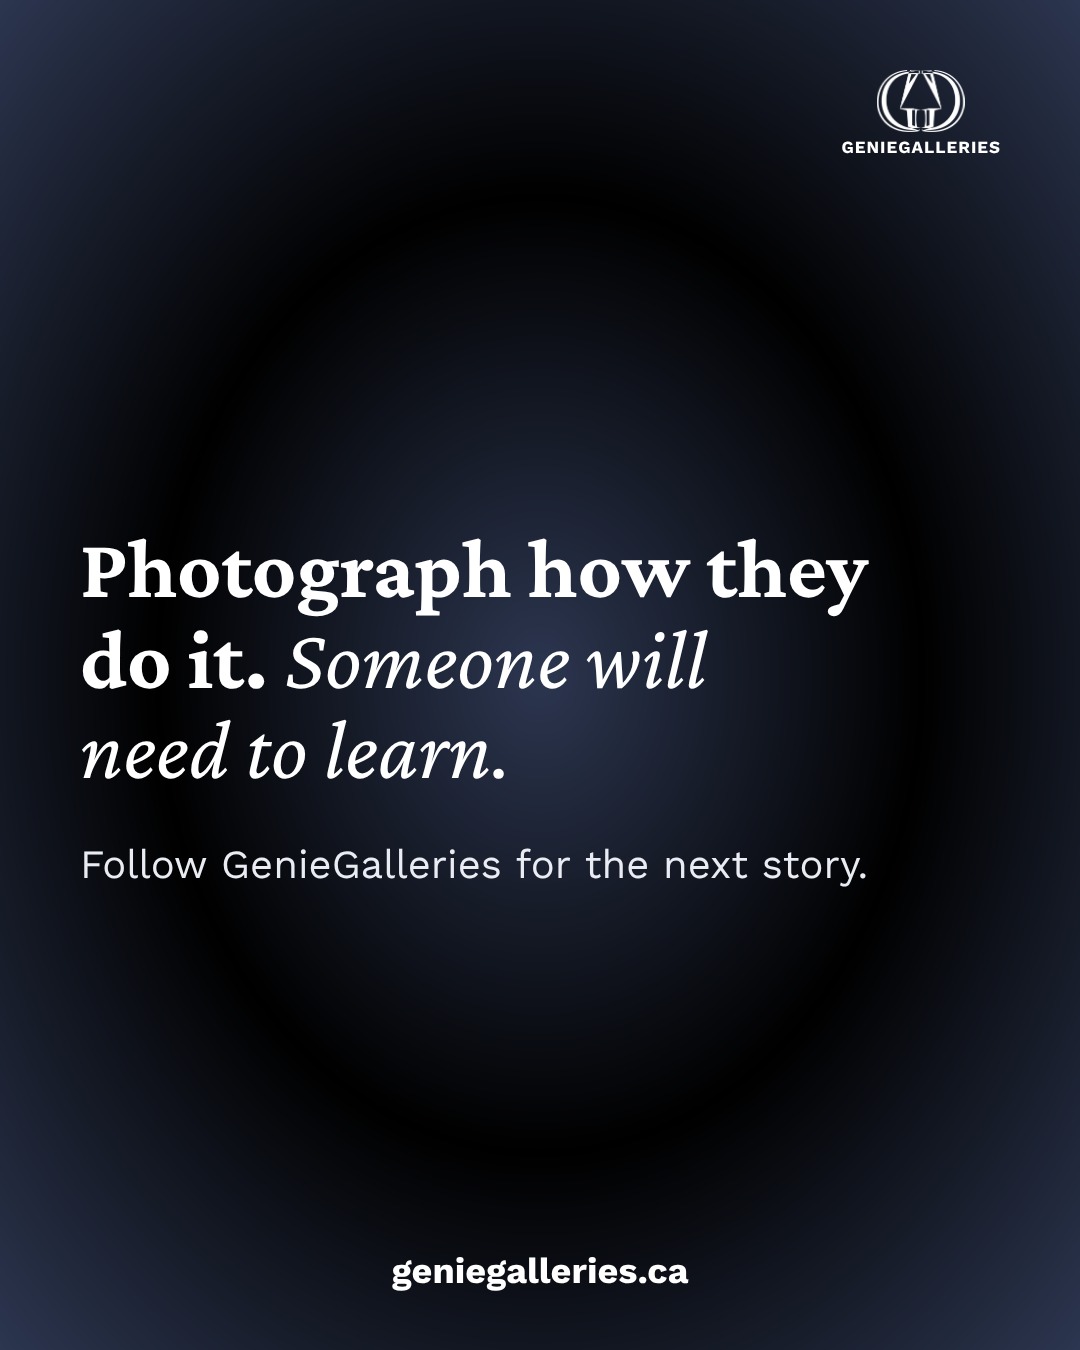 GENIEGALLERIES
Photograph how they
do it. Someone will
need to learn.
Follow GenieGalleries for the next story.
geniegalleries.ca